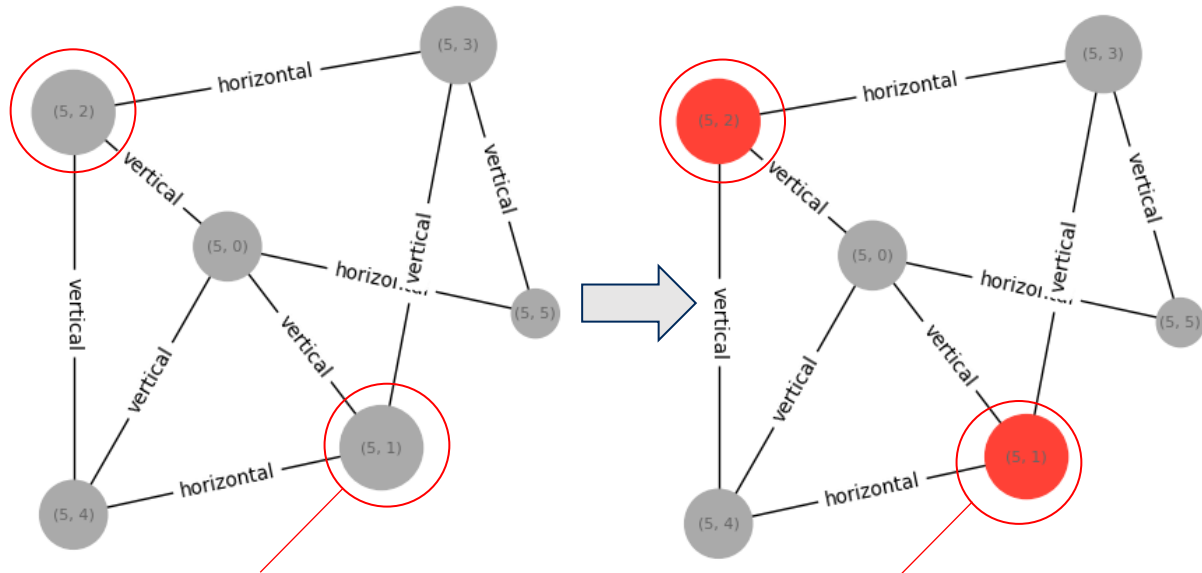 (5, 3)
horizontal
(5, 2)
vertical
vertical
(5, 0)
vertical
horizontal
(5, 5)
vertical
vertical
vertical
(5, 1)
horizontal
(5, 4)
(5, 3)
horizontal
(5, 2)
vertical
vertical
(5, 0)
vertical
horizontal
(5, 5)
vertical
vertical
vertical
(5, 1)
horizontal
(5, 4)